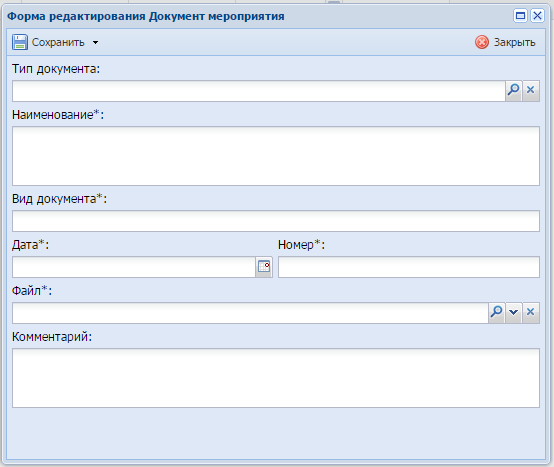 Форма редактирования Документ мероприятия
Сохранить Закрыть
Тип документа:
Наименование*:
Вид документа*:
Дата*: Номер*:
Файл*:
Комментарий: